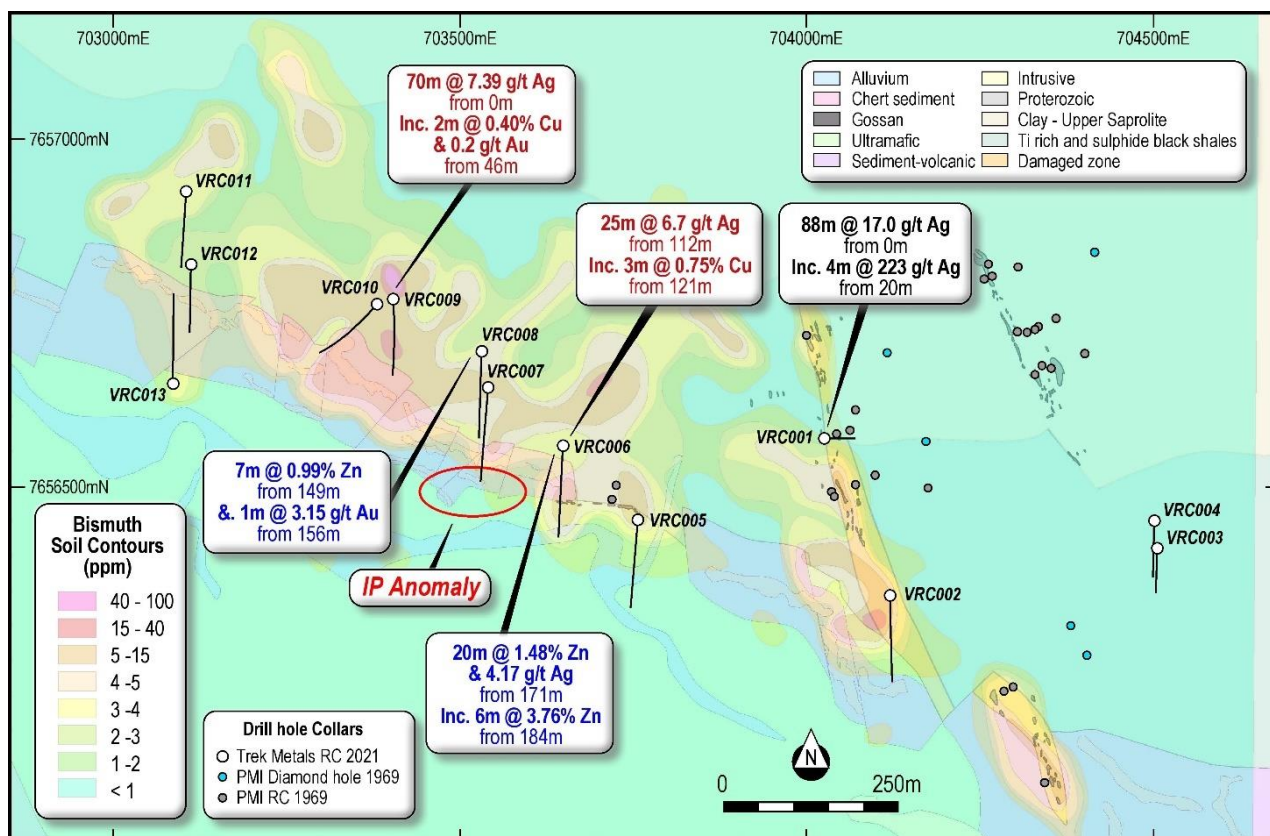 703000mE
703500mE
704000mE
704500mE
7657000mN
7656500mN
70m @ 7.39 g/t Ag
from 0m
Inc. 2m @ 0.40% Cu
& 0.2 g/t Au
from 46m
25m @ 6.7 g/t Ag
from 112m
Inc. 3m @ 0.75% Cu
from 121m
88m @ 17.0 g/t Ag
from 0m
Inc. 4m @ 223 g/t Ag
from 20m
Alluvium
Chert sediment
Gossan
Ultramafic
Sediment-volcanic
Intrusive
Proterozoic
Clay - Upper Saprolite
Ti rich and sulphide black shales
Damaged zone
VRC011
VRC012
VRC010
VRC009
VRC013
VRC008
VRC007
VRC006
VRC005
VRC001
VRC002
VRC004
VRC003
7m @ 0.99% Zn
from 149m
&. 1m @ 3.15 g/t Au
from 156m
IP Anomaly
20m @ 1.48% Zn
& 4.17 g/t Ag
from 171m
Inc. 6m @ 3.76% Zn
from 184m
Bismuth
Soil Contours
(ppm)
40 - 100
15 - 40
5 -15
4 - 5
3 - 4
2 - 3
1 - 2
< 1
Drill hole Collars
Trek Metals RC 2021
PMI Diamond hole 1969
PMI RC 1969
N
0
250m